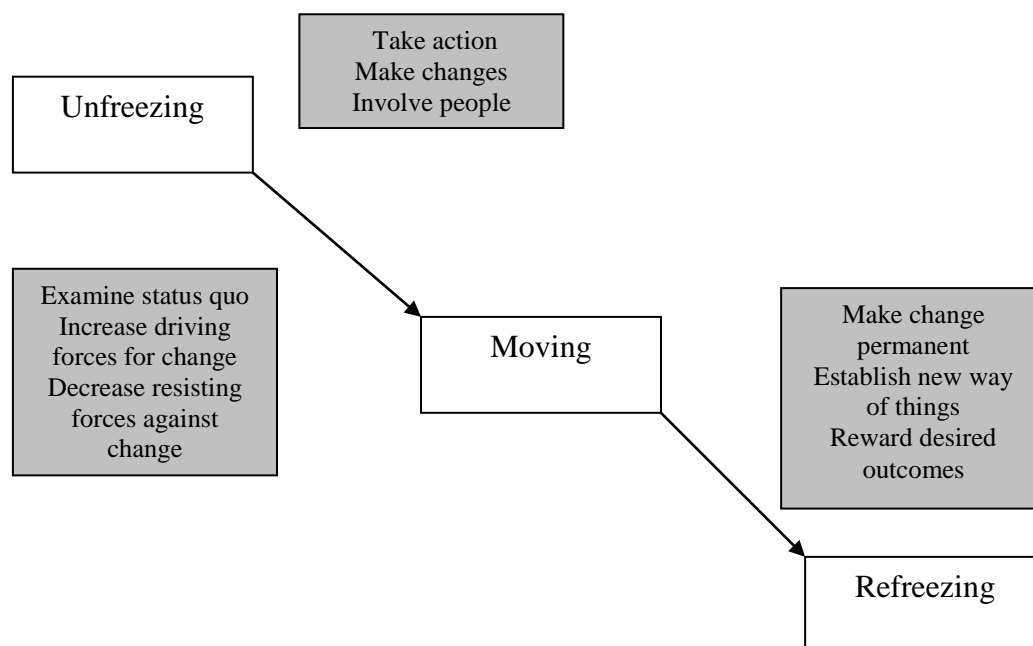 Take action
Make changes
Involve people
Unfreezing
Examine status quo
Increase driving
forces for change
Decrease resisting
forces against
change
Moving
Make change
permanent
Establish new way
of things
Reward desired
outcomes
Refreezing